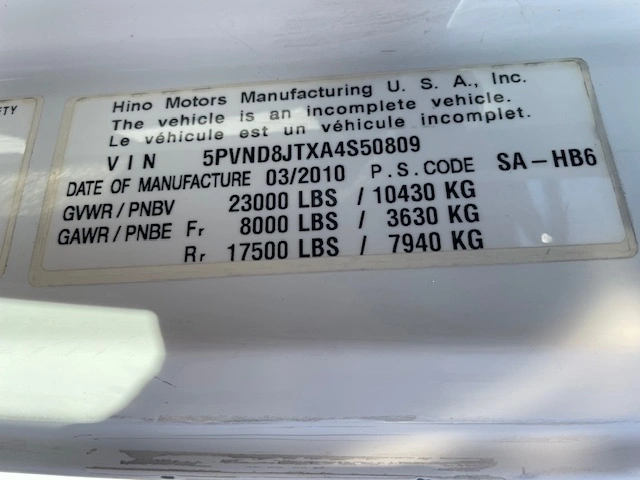 ETY
Hino Motors Manufacturing U. S. A., Inc.
The vehicle is an incomplete vehicle.
Le véhicule est un véhicule incomplet.
VIN 5PVND8JTXA4S50809
DATE OF MANUFACTURE 03/2010 P.S.CODE SA-HB6
GVWR/PNBV 23000 LBS /10430 KG
GAWR/PNBE Fr 8000 LBS / 3630 KG
Rr 17500 LBS / 7940 KG